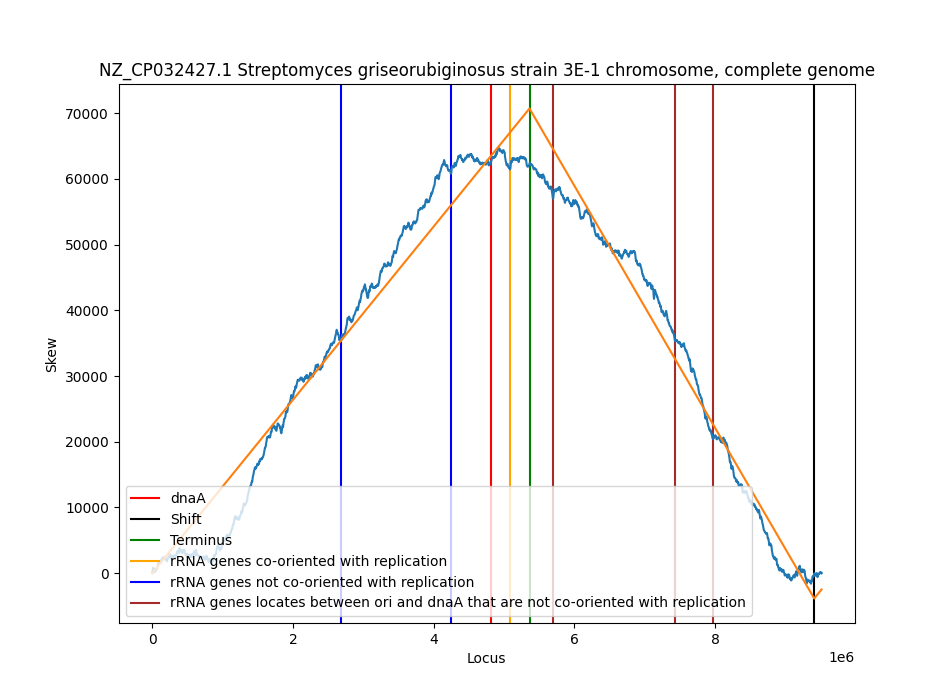 NZ_CP032427.1 Streptomyces griseorubiginosus strain 3E-1 chromosome, complete genome
70000
60000
50000
40000
30000
20000
10000
0
Skew
dnaA
Shift
Terminus
rRNA genes co-oriented with replication
rRNA genes not co-oriented with replication
rRNA genes locates between ori and dnaA that are not co-oriented with replication
0 2 4 6 8
1e6
Locus